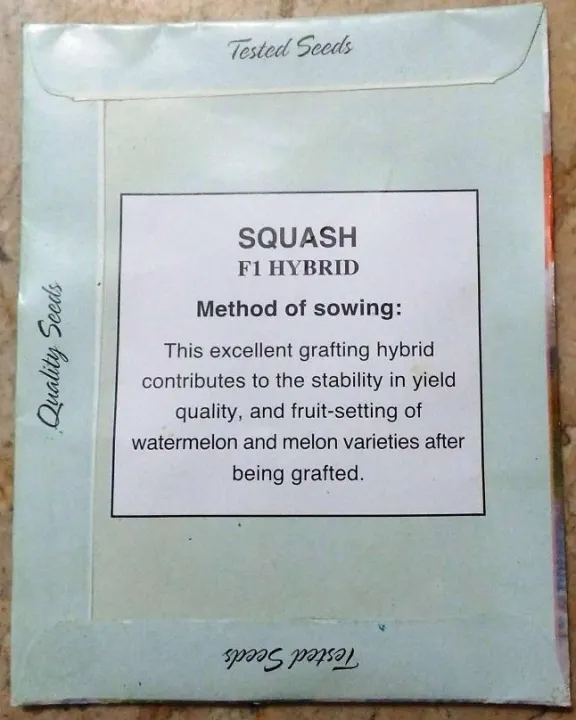 Tested Seeds
Quality Seeds
SQUASH
F1 HYBRID
Method of sowing:
This excellent grafting hybrid
contributes to the stability in yield
quality, and fruit-setting of
watermelon and melon varieties after
being grafted.
Tested Seeds